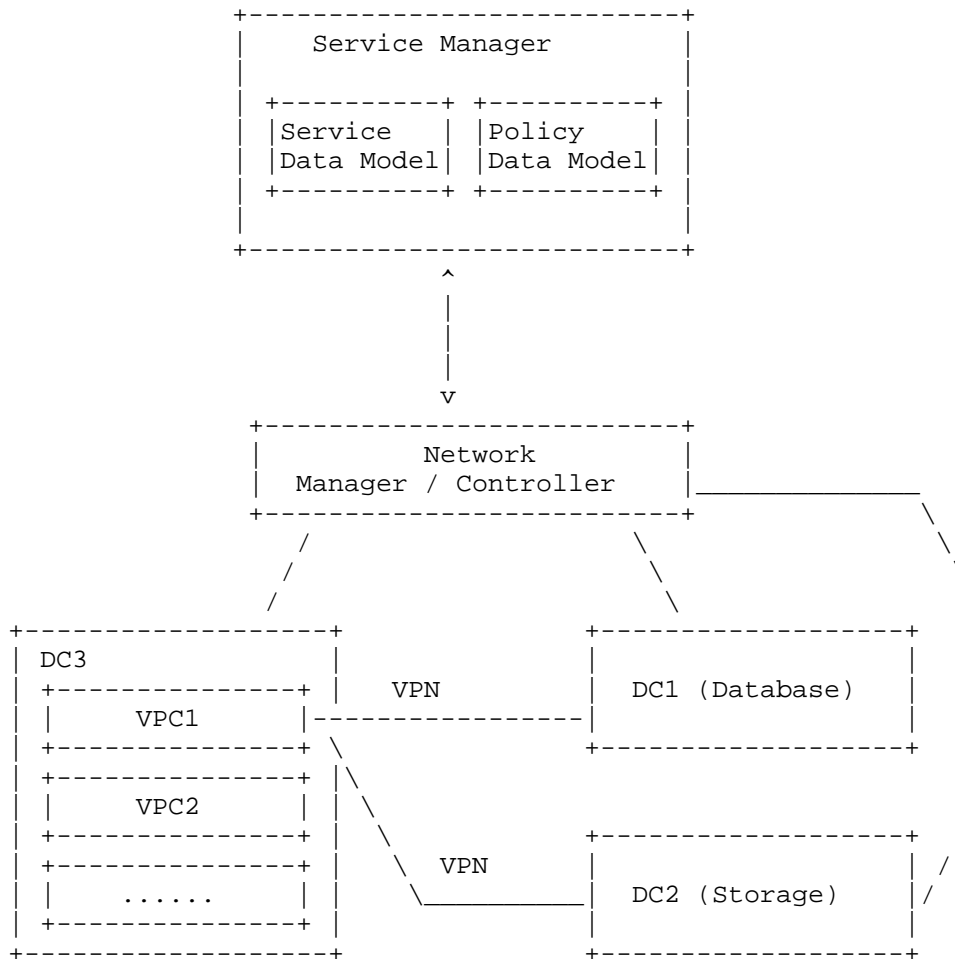 Service Manager
Service Policy
Data Model Data Model
Network
Manager / Controller
DC3
VPN DC1 (Database)
VPC1
VPC2
VPN
...... DC2 (Storage)